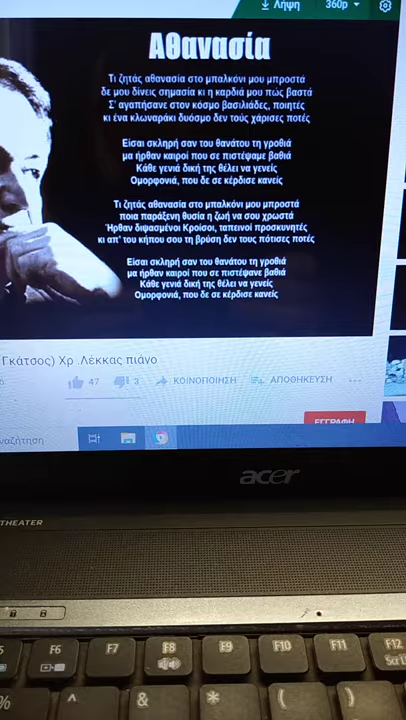 Λήψη 360p
Αθανασία
Τι ζητάς αθανασία στο μπαλκόνι μου μπροστά
δε μου δίνεις σημασία κι η καρδιά μου πώς βαστά
Σ' αγαπήσανε στον κόσμο βασιλιάδες, ποιητές
κι ένα κλωναράκι δυόσμο δεν τούς χάρισες ποτές
Είσαι σκληρή σαν του θανάτου τη γροθιά
μα ήρθαν καιροί που σε πιστέψαμε βαθιά
Κάθε γενιά δική της θέλει να γενείς
Ομορφονιά, που δε σε κέρδισε κανείς
Τι ζητάς αθανασία στο μπαλκόνι μου μπροστά
ποια παράξενη θυσία η ζωή να σου χρωστά
Ήρθαν διψασμένοι Κροίσοι, ταπεινοί προσκυνητές
κι απ' του κήπου σου τη βρύση δεν τους πότισες ποτές
Είσαι σκληρή σαν του θανάτου τη γροθιά
μα ήρθαν καιροί που σε πιστέψανε βαθιά
Κάθε γενιά δική της θέλει να γενείς
Ομορφονιά, που δε σε κέρδισε κανείς
Γκάτσος) Χρ .Λέκκας πιάνο
47 3 ΚΟΙΝΟΠΟΙΗΣΗ ΑΠΟΘΗΚΕΥΣΗ
ΕΓΓΡΑΦΗ
ναζήτηση
acer
THEATER
F6 F7 F8 F9 F10 F11 F12
% ^ & * ( )